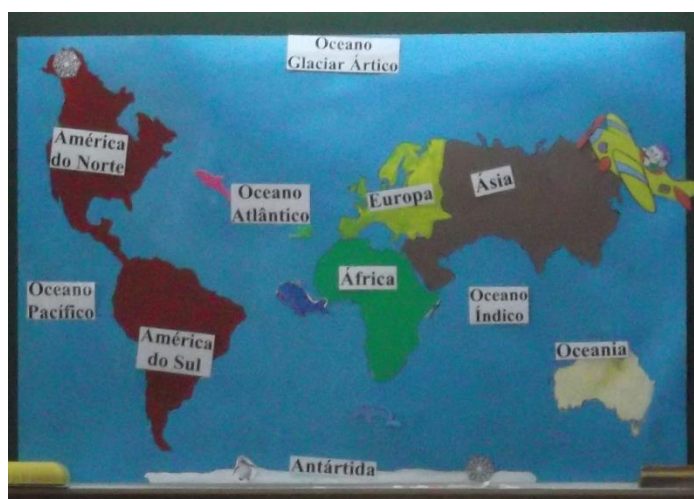 Oceano
Glaciar Ártico
América
do Norte
Europa
Ásia
Oceano
Atlântico
África
Oceano
Pacífico
Oceano
Índico
América
do Sul
Oceania
Antártida